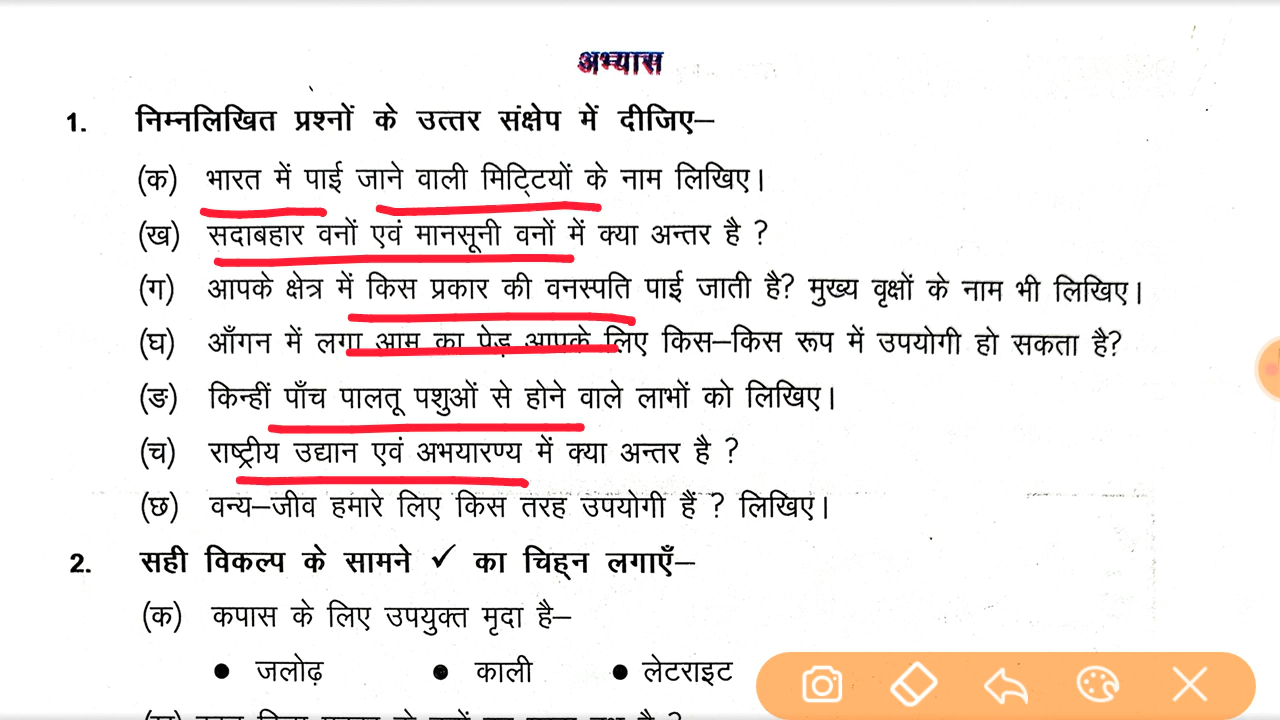 अभ्यास
1. निम्नलिखित प्रश्नों के उत्तर संक्षेप में दीजिए–
(क) भारत में पाई जाने वाली मिट्टियों के नाम लिखिए।
(ख) सदाबहार वनों एवं मानसूनी वनों में क्या अन्तर है ?
(ग) आपके क्षेत्र में किस प्रकार की वनस्पति पाई जाती है? मुख्य वृक्षों के नाम भी लिखिए।
(घ) आँगन में लगा आम का पेड़ आपके लिए किस–किस रूप में उपयोगी हो सकता है?
(ङ) किन्हीं पाँच पालतू पशुओं से होने वाले लाभों को लिखिए।
(च) राष्ट्रीय उद्यान एवं अभयारण्य में क्या अन्तर है ?
(छ) वन्य–जीव हमारे लिए किस तरह उपयोगी हैं ? लिखिए।
2. सही विकल्प के सामने ✓ का चिह्न लगाएँ–
(क) कपास के लिए उपयुक्त मृदा है–
• जलोढ़ • काली • लेटराइट